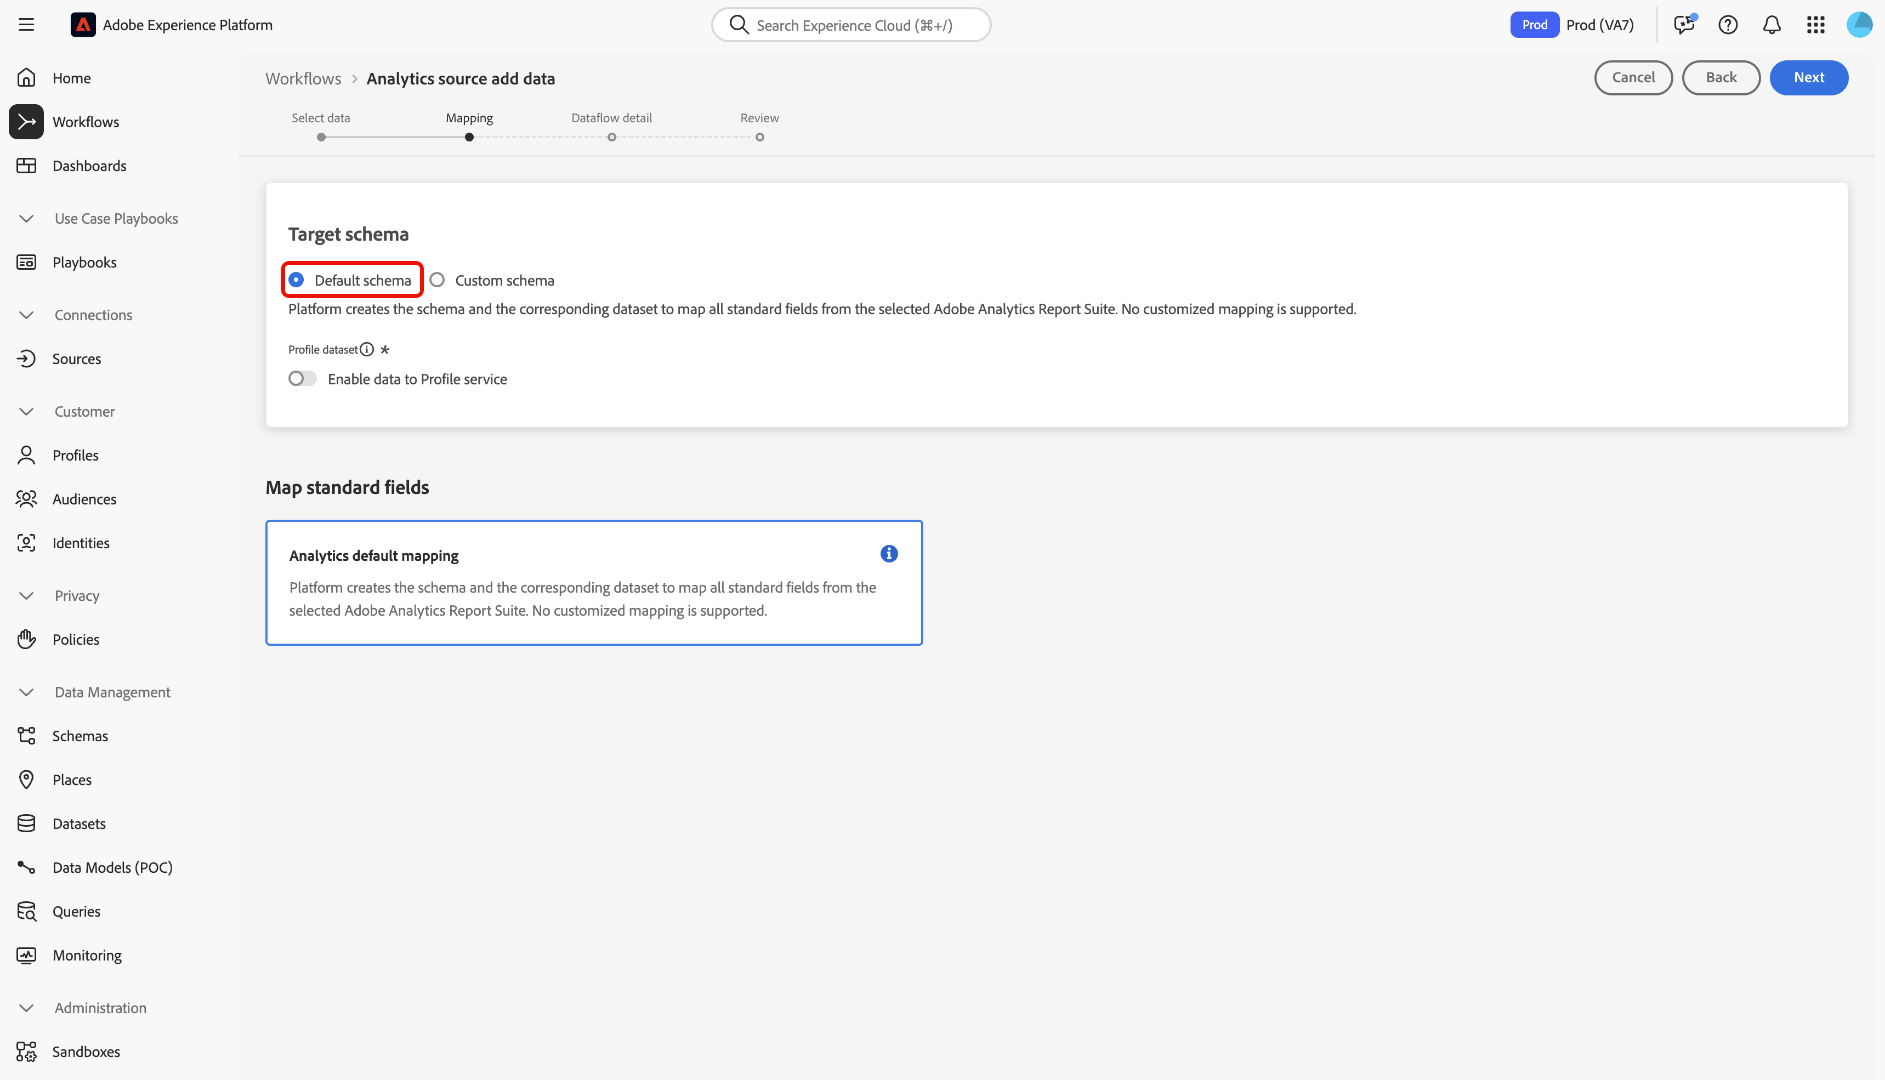 Adobe Experience Platform
Search Experience Cloud (⌘+/)
Prod
Prod (VA7)
Home
Workflows
Dashboards
Use Case Playbooks
Playbooks
Connections
Sources
Customer
Profiles
Audiences
Identities
Privacy
Policies
Data Management
Schemas
Places
Datasets
Data Models (POC)
Queries
Monitoring
Administration
Sandboxes
Workflows > Analytics source add data
Cancel
Back
Next
Select data
Mapping
Dataflow detail
Review
Target schema
Default schema
Custom schema
Platform creates the schema and the corresponding dataset to map all standard fields from the selected Adobe Analytics Report Suite. No customized mapping is supported.
Profile dataset *
Enable data to Profile service
Map standard fields
Analytics default mapping
Platform creates the schema and the corresponding dataset to map all standard fields from the
selected Adobe Analytics Report Suite. No customized mapping is supported.